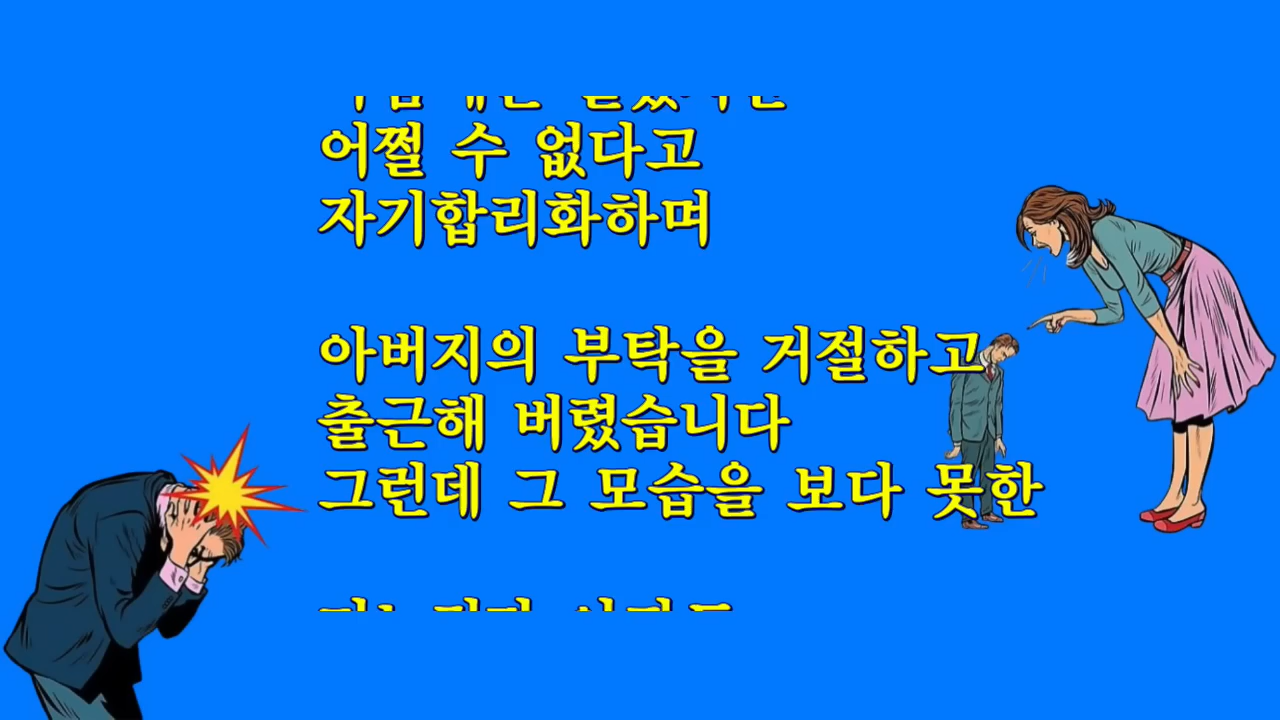 어쩔 수 없다고
자기합리화하며
아버지의 부탁을 거절하고
출근해 버렸습니다
그런데 그 모습을 보다 못한